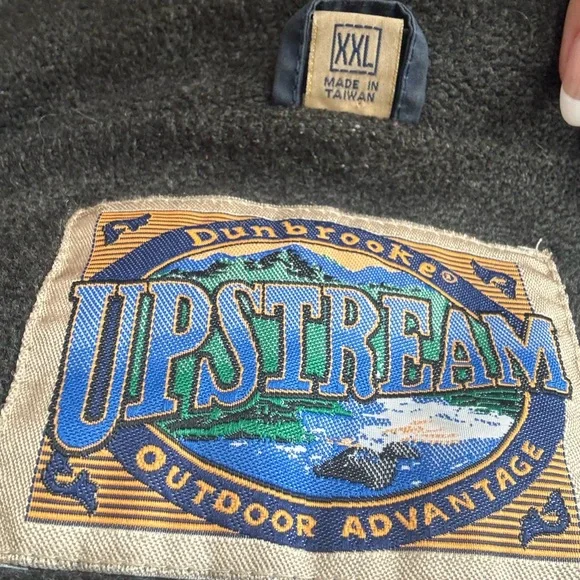 XXL
MADE IN
TAIWAN
Dunbrooke®
UPSTREAM
OUTDOOR ADVANTAGE